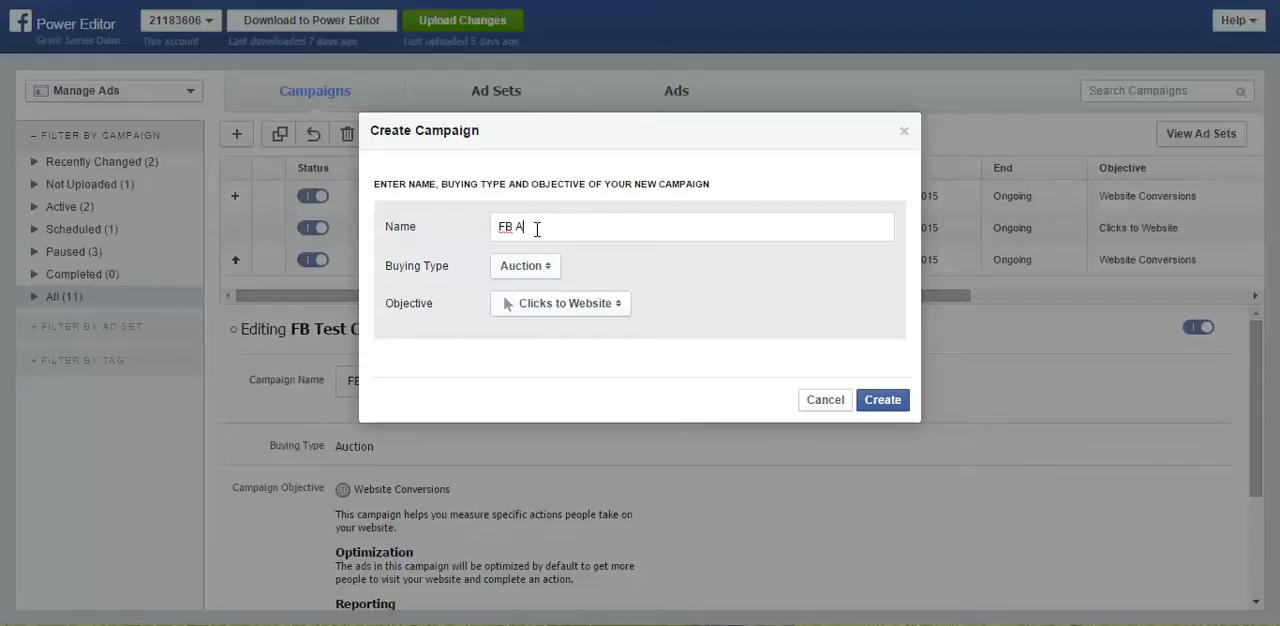 Power Editor
Grant James Deim...
21183606
This account
Download to Power Editor
Last downloaded 7 days ago
Upload Changes
Last uploaded 5 days ago
Help
Manage Ads
Campaigns
Ad Sets
Ads
Search Campaigns
– FILTER BY CAMPAIGN
Recently Changed (2)
Not Uploaded (1)
Active (2)
Scheduled (1)
Paused (3)
Completed (0)
All (11)
+ FILTER BY AD SET
+ FILTER BY TAG
View Ad Sets
Status
End
Objective
015
Ongoing
Website Conversions
Ongoing
Clicks to Website
015
Ongoing
Website Conversions
Create Campaign
×
ENTER NAME, BUYING TYPE AND OBJECTIVE OF YOUR NEW CAMPAIGN
Name
FB A
Buying Type
Auction
Objective
Clicks to Website
Cancel
Create
Editing FB Test C
Campaign Name
FB
Buying Type
Auction
Campaign Objective
Website Conversions
This campaign helps you measure specific actions people take on
your website.
Optimization
The ads in this campaign will be optimized by default to get more
people to visit your website and complete an action.
Reporting